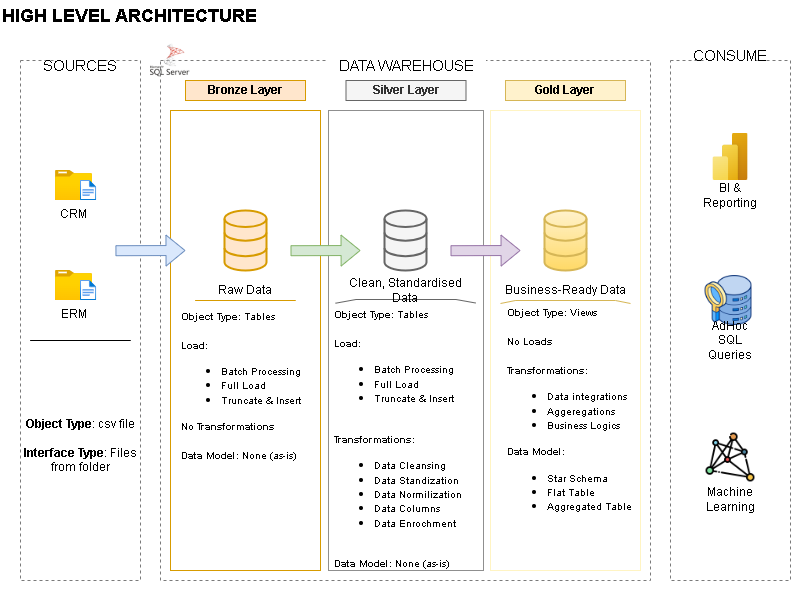 HIGH LEVEL ARCHITECTURE
SOURCES
CRM
ERM
Object Type: csv file
Interface Type: Files
from folder
SQL Server
DATA WAREHOUSE
Bronze Layer
Raw Data
Object Type: Tables
Load:
Batch Processing
Full Load
Truncate & Insert
No Transformations
Data Model: None (as-is)
Silver Layer
Clean, Standardised
Data
Object Type: Tables
Load:
Batch Processing
Full Load
Truncate & Insert
Transformations:
Data Cleansing
Data Standization
Data Normilization
Data Columns
Data Enrochment
Data Model: None (as-is)
Gold Layer
Business-Ready Data
Object Type: Views
No Loads
Transformations:
Data integrations
Aggeregations
Business Logics
Data Model:
Star Schema
Flat Table
Aggregated Table
CONSUME
BI &
Reporting
AdHoc
SQL
Queries
Machine
Learning